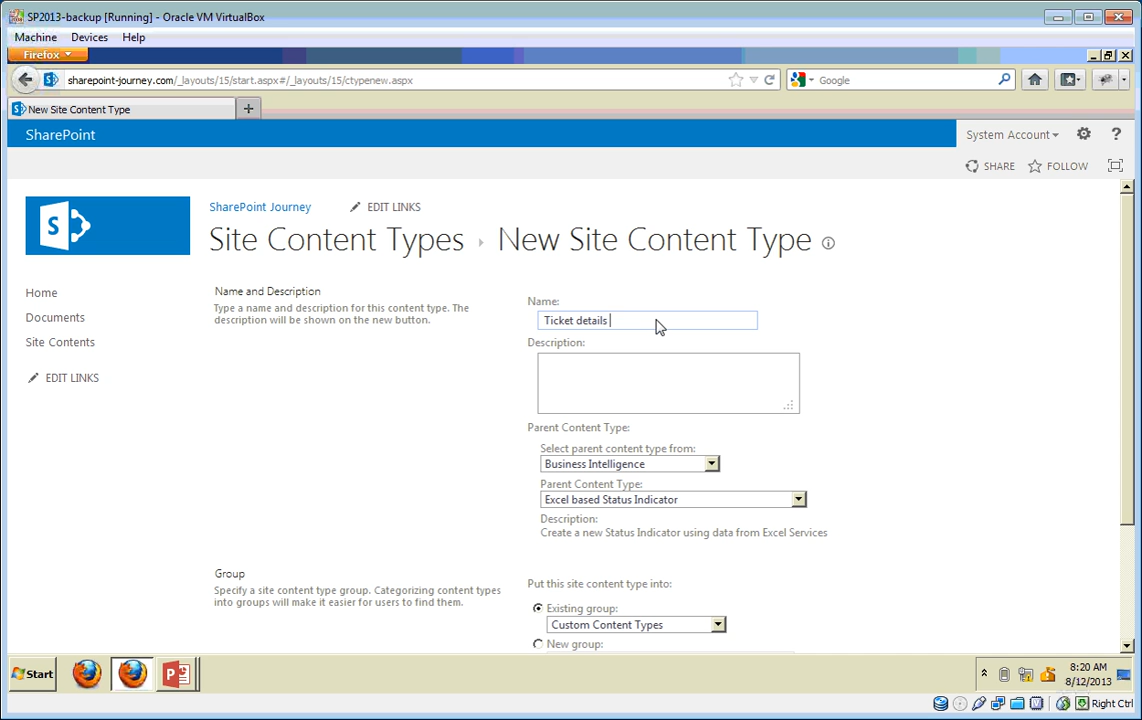 SP2013-backup [Running] - Oracle VM VirtualBox
Machine Devices Help
Firefox
sharepoint-journey.com/_layouts/15/start.aspx#/_layouts/15/ctypenew.aspx
Google
New Site Content Type
SharePoint
System Account
SHARE
FOLLOW
SharePoint Journey
EDIT LINKS
Site Content Types
New Site Content Type
Home
Documents
Site Contents
EDIT LINKS
Name and Description
Type a name and description for this content type. The
description will be shown on the new button.
Name:
Ticket details
Description:
Parent Content Type:
Select parent content type from:
Business Intelligence
Parent Content Type:
Excel based Status Indicator
Description:
Create a new Status Indicator using data from Excel Services
Group
Specify a site content type group. Categorizing content types
into groups will make it easier for users to find them.
Put this site content type into:
Existing group:
Custom Content Types
New group:
Start
8:20 AM
8/12/2013
Right Ctrl